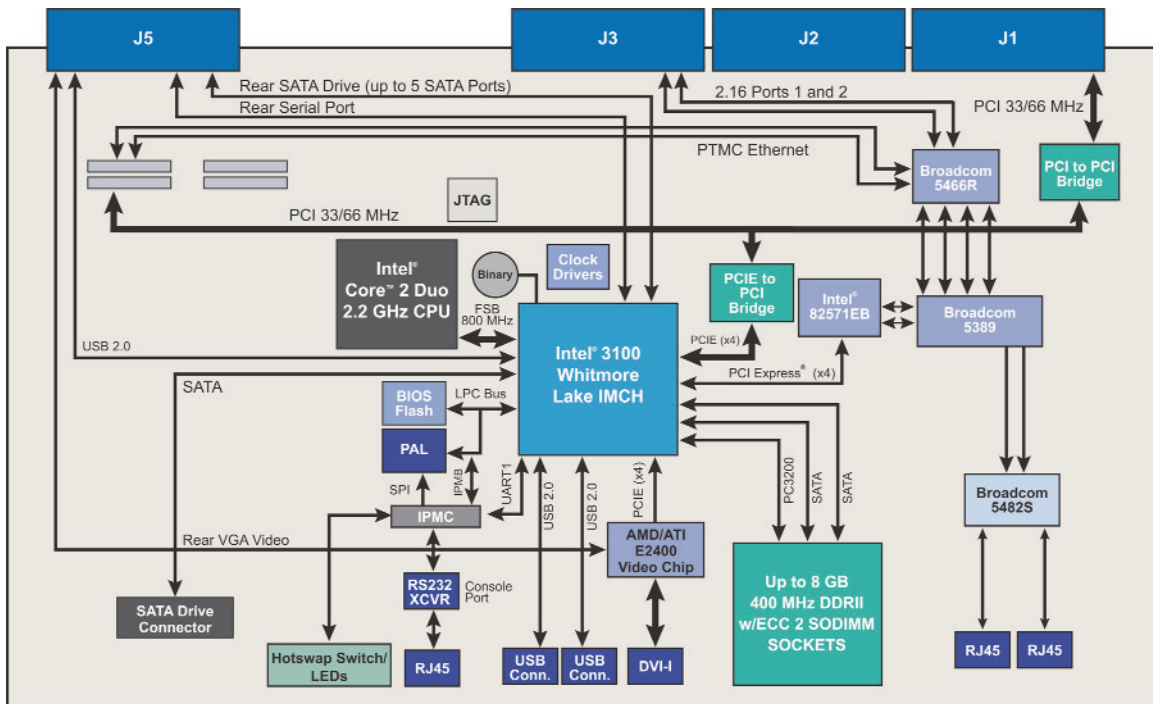 J5
J3
J2
J1
Rear SATA Drive (up to 5 SATA Ports)
Rear Serial Port
2.16 Ports 1 and 2
PCI 33/66 MHz
PTMC Ethernet
Broadcom
5466R
PCI to PCI
Bridge
JTAG
PCI 33/66 MHz
Intel®
Core™ 2 Duo
2.2 GHz CPU
Binary
Clock
Drivers
PCIE to
PCI
Bridge
Intel®
82571EB
Broadcom
5389
FSB
800 MHz
USB 2.0
Intel® 3100
Whitmore
Lake IMCH
PCIE (x4)
PCI Express® (x4)
SATA
BIOS
Flash
LPC Bus
PAL
SPI
IPMB
UART1
USB 2.0
USB 2.0
PCIE (x4)
PC3200
SATA
SATA
IPMC
Broadcom
5482S
Rear VGA Video
AMD/ATI
E2400
Video Chip
RS232
XCVR
Console
Port
Up to 8 GB
400 MHz DDRII
w/ECC 2 SODIMM
SOCKETS
SATA Drive
Connector
Hotswap Switch/
LEDs
RJ45
USB
Conn.
USB
Conn.
DVI-I
RJ45
RJ45